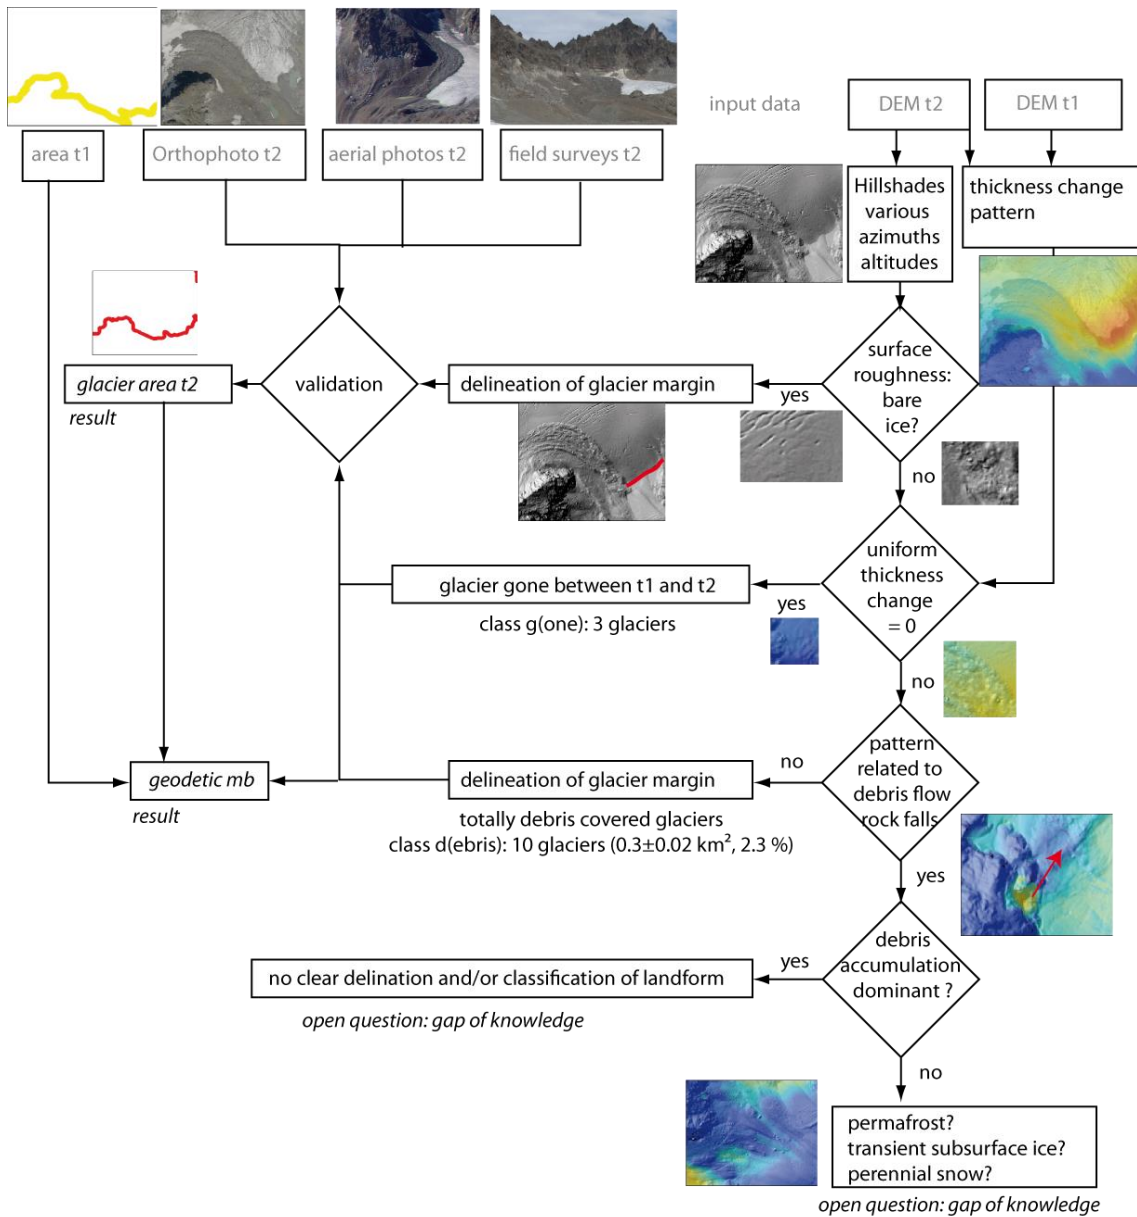 input data
DEM t2
DEM t1
area t1
Orthophoto t2
aerial photos t2
field surveys t2
Hillshades
various
azimuths
altitudes
thickness change
pattern
surface
roughness:
bare
ice?
yes
no
delineation of glacier margin
validation
glacier area t2
result
uniform
thickness
change
= 0
yes
no
glacier gone between t1 and t2
class g(one): 3 glaciers
pattern
related to
debris flow
rock falls
no
yes
delineation of glacier margin
totally debris covered glaciers
class d(ebris): 10 glaciers (0.3±0.02 km², 2.3 %)
geodetic mb
result
debris
accumulation
dominant ?
yes
no
no clear delination and/or classification of landform
open question: gap of knowledge
permafrost?
transient subsurface ice?
perennial snow?
open question: gap of knowledge